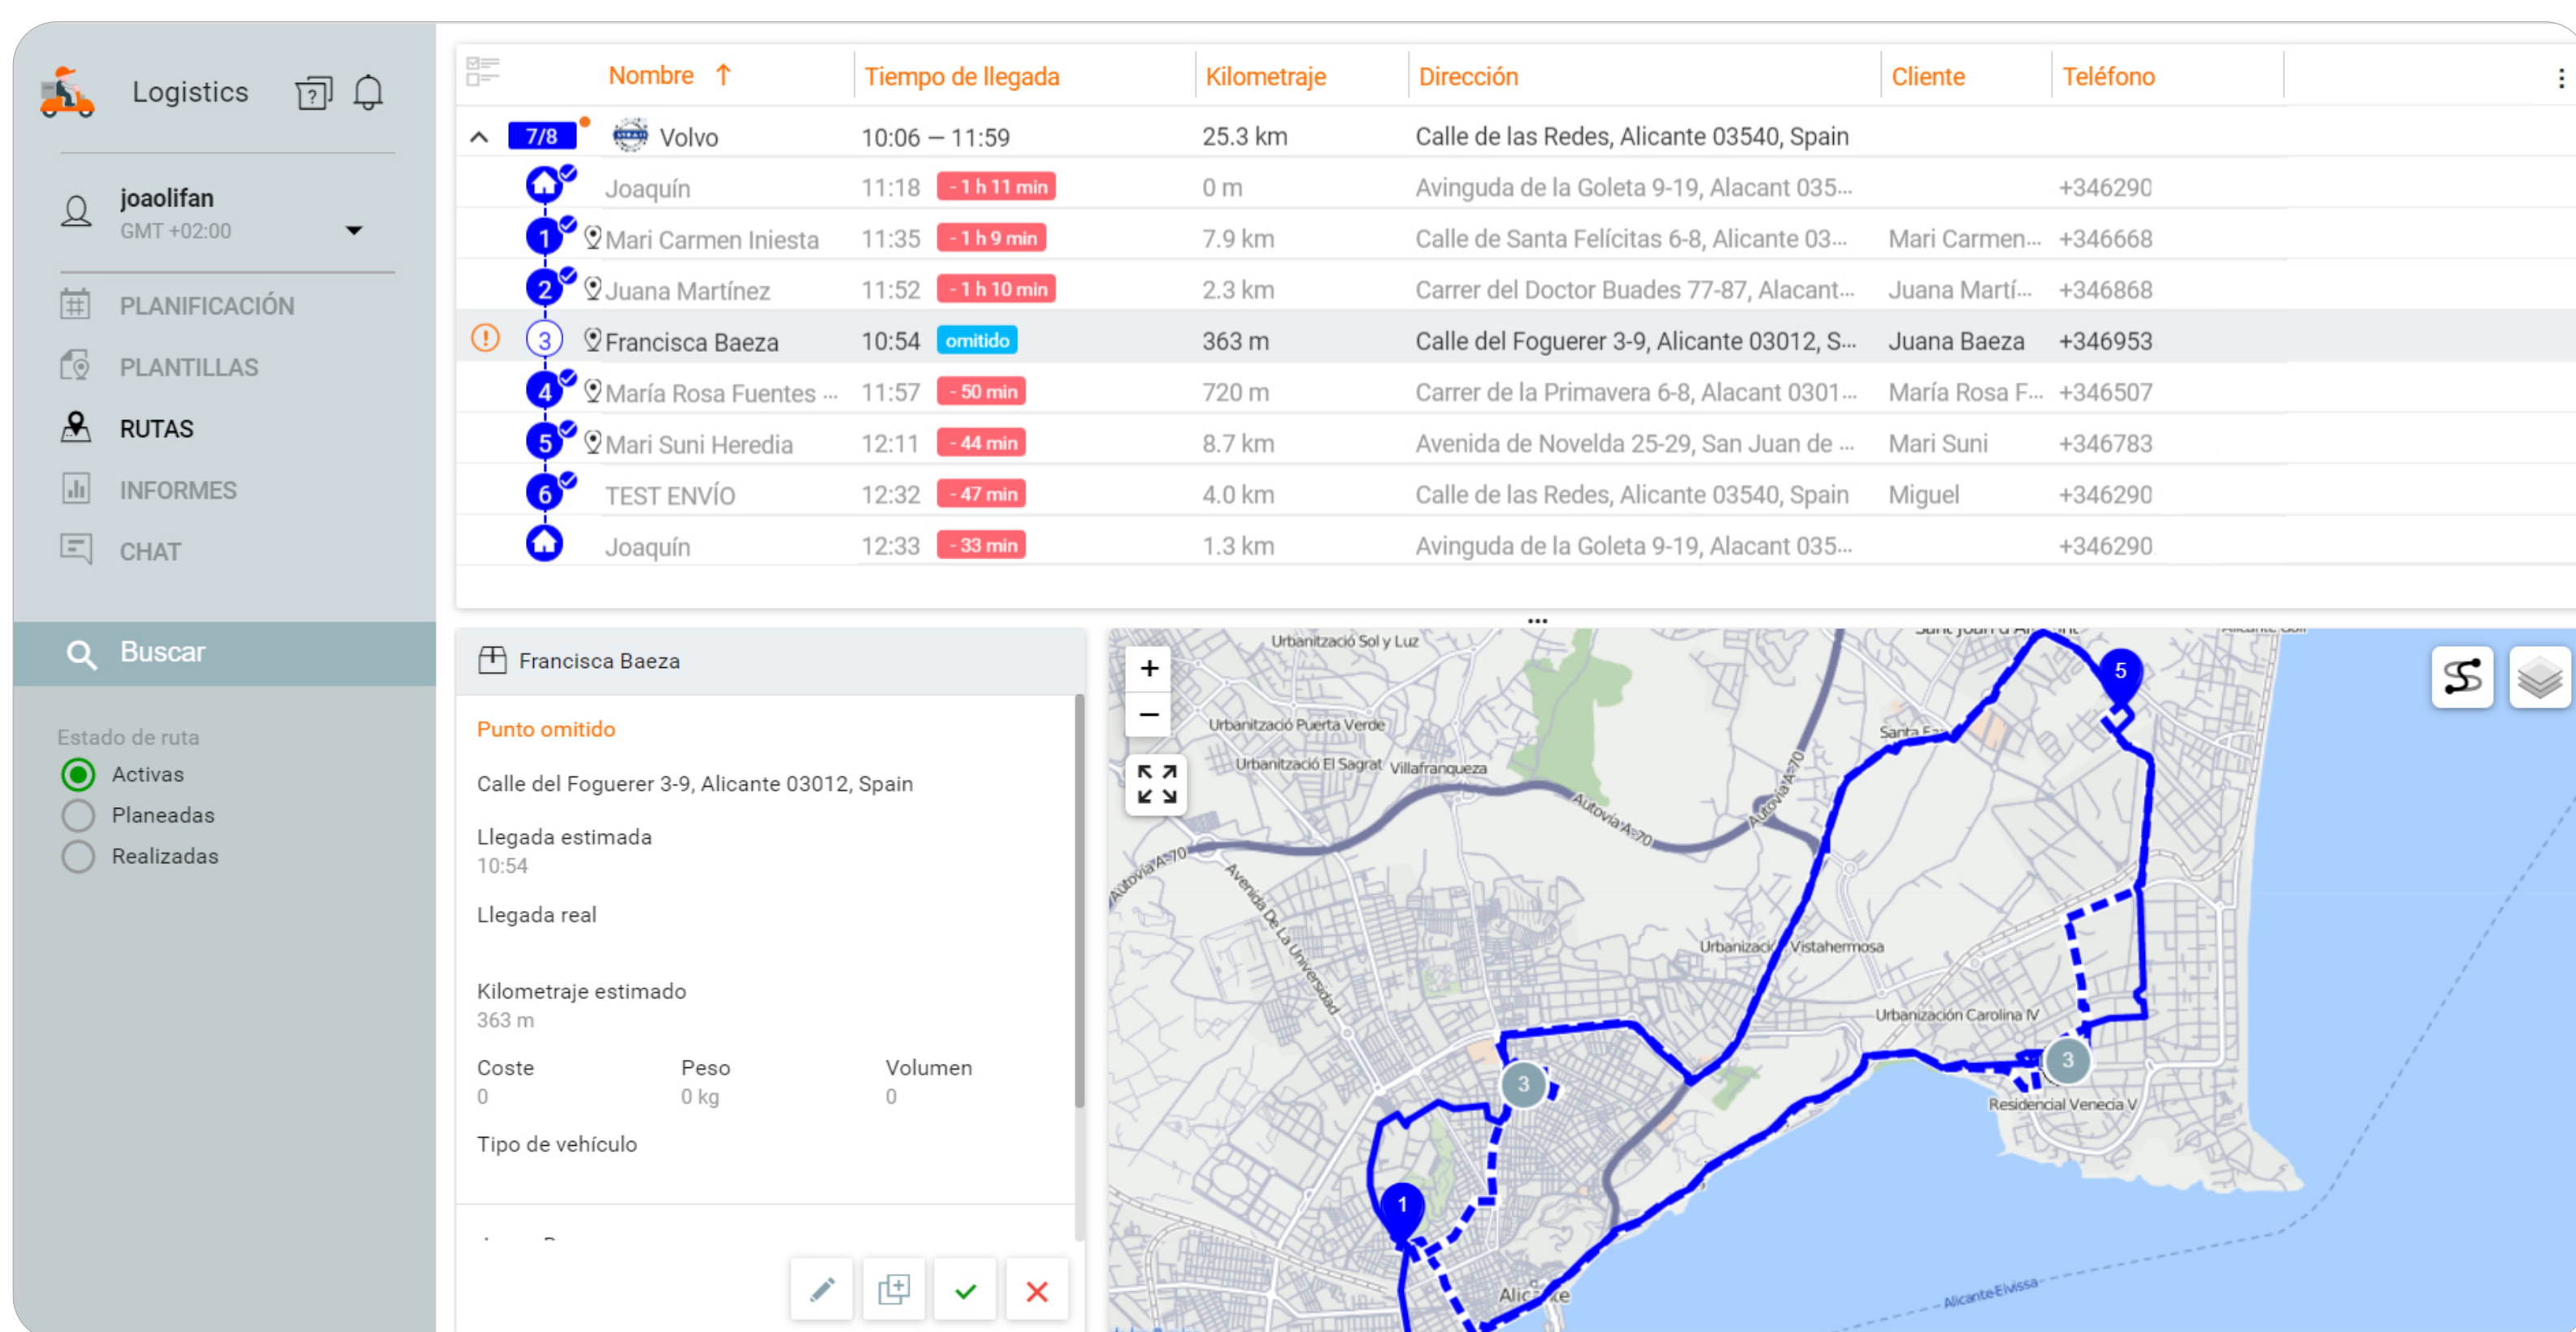 Logistics
joaolifan
GMT +02:00
PLANIFICACIÓN
PLANTILLAS
RUTAS
INFORMES
CHAT
Buscar
Estado de ruta
Activas
Planeadas
Realizadas
Nombre ↑ Tiempo de llegada Kilometraje Dirección Cliente Teléfono
7/8 Volvo 10:06 — 11:59 25.3 km Calle de las Redes, Alicante 03540, Spain
Joaquín 11:18 - 1 h 11 min 0 m Avinguda de la Goleta 9-19, Alacant 035... +346290
1 Mari Carmen Iniesta 11:35 - 1 h 9 min 7.9 km Calle de Santa Felícitas 6-8, Alicante 03... Mari Carmen... +346668
2 Juana Martínez 11:52 - 1 h 10 min 2.3 km Carrer del Doctor Buades 77-87, Alacant... Juana Martí... +346868
3 Francisca Baeza 10:54 omitido 363 m Calle del Foguerer 3-9, Alicante 03012, S... Juana Baeza +346953
4 María Rosa Fuentes ... 11:57 - 50 min 720 m Carrer de la Primavera 6-8, Alacant 0301... María Rosa F... +346507
5 Mari Suni Heredia 12:11 - 44 min 8.7 km Avenida de Novelda 25-29, San Juan de ... Mari Suni +346783
6 TEST ENVÍO 12:32 - 47 min 4.0 km Calle de las Redes, Alicante 03540, Spain Miguel +346290
Joaquín 12:33 - 33 min 1.3 km Avinguda de la Goleta 9-19, Alacant 035... +346290
Francisca Baeza
Punto omitido
Calle del Foguerer 3-9, Alicante 03012, Spain
Llegada estimada
10:54
Llegada real
Kilometraje estimado
363 m
Coste Peso Volumen
0 0 kg 0
Tipo de vehículo
+
−
Urbanització Sol y Luz
5
Urbanització Puerta Verde
Urbanització El Sagrat
Villafranqueza
Autovía A-70
Autovía A-70
Autovía A-70
Avenida De La Universidad
Urbanización Vistahermosa
Urbanización Carolina IV
3
3
Residencial Venecia V
1
Alicante-Eivissa